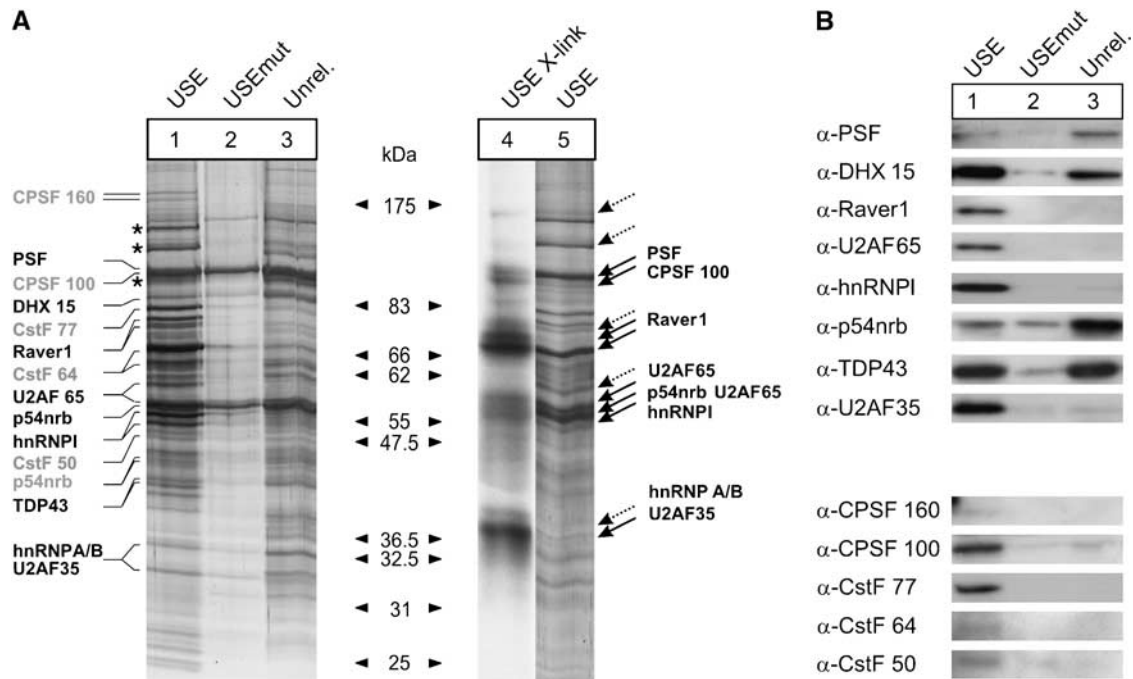 A
USE
USEmut
Unrel.
USE X-link
USE
1
2
3
kDa
4
5
CPSF 160
*
*
PSF
CPSF 100
*
DHX 15
CstF 77
Raver1
CstF 64
U2AF 65
p54nrb
hnRNPI
CstF 50
p54nrb
TDP43
hnRNPA/B
U2AF35
175
83
66
62
55
47.5
36.5
32.5
31
25
PSF
CPSF 100
Raver1
U2AF65
p54nrb U2AF65
hnRNPI
hnRNP A/B
U2AF35
B
USE
USEmut
Unrel.
1
2
3
α-PSF
α-DHX 15
α-Raver1
α-U2AF65
α-hnRNPI
α-p54nrb
α-TDP43
α-U2AF35
α-CPSF 160
α-CPSF 100
α-CstF 77
α-CstF 64
α-CstF 50